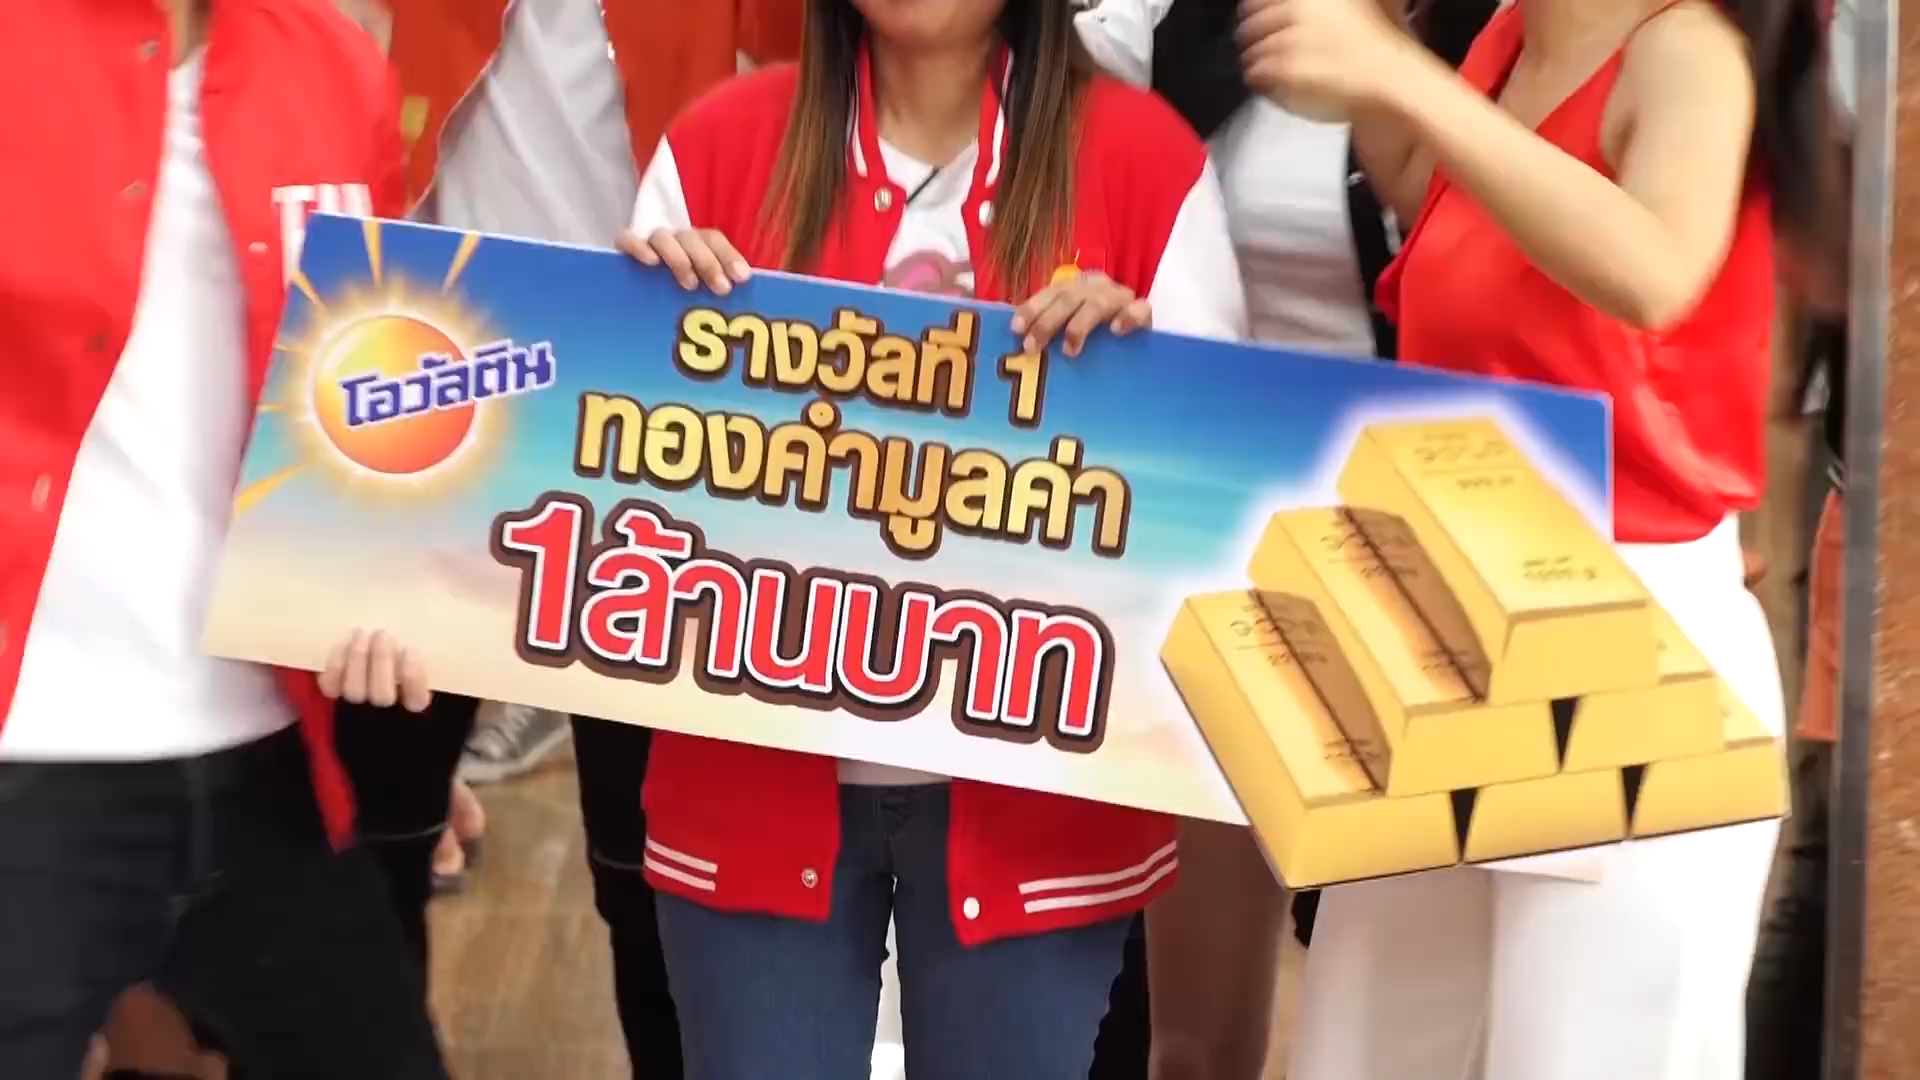 โอวัลติน
รางวัลที่ 1
ทองคำมูลค่า
1ล้านบาท